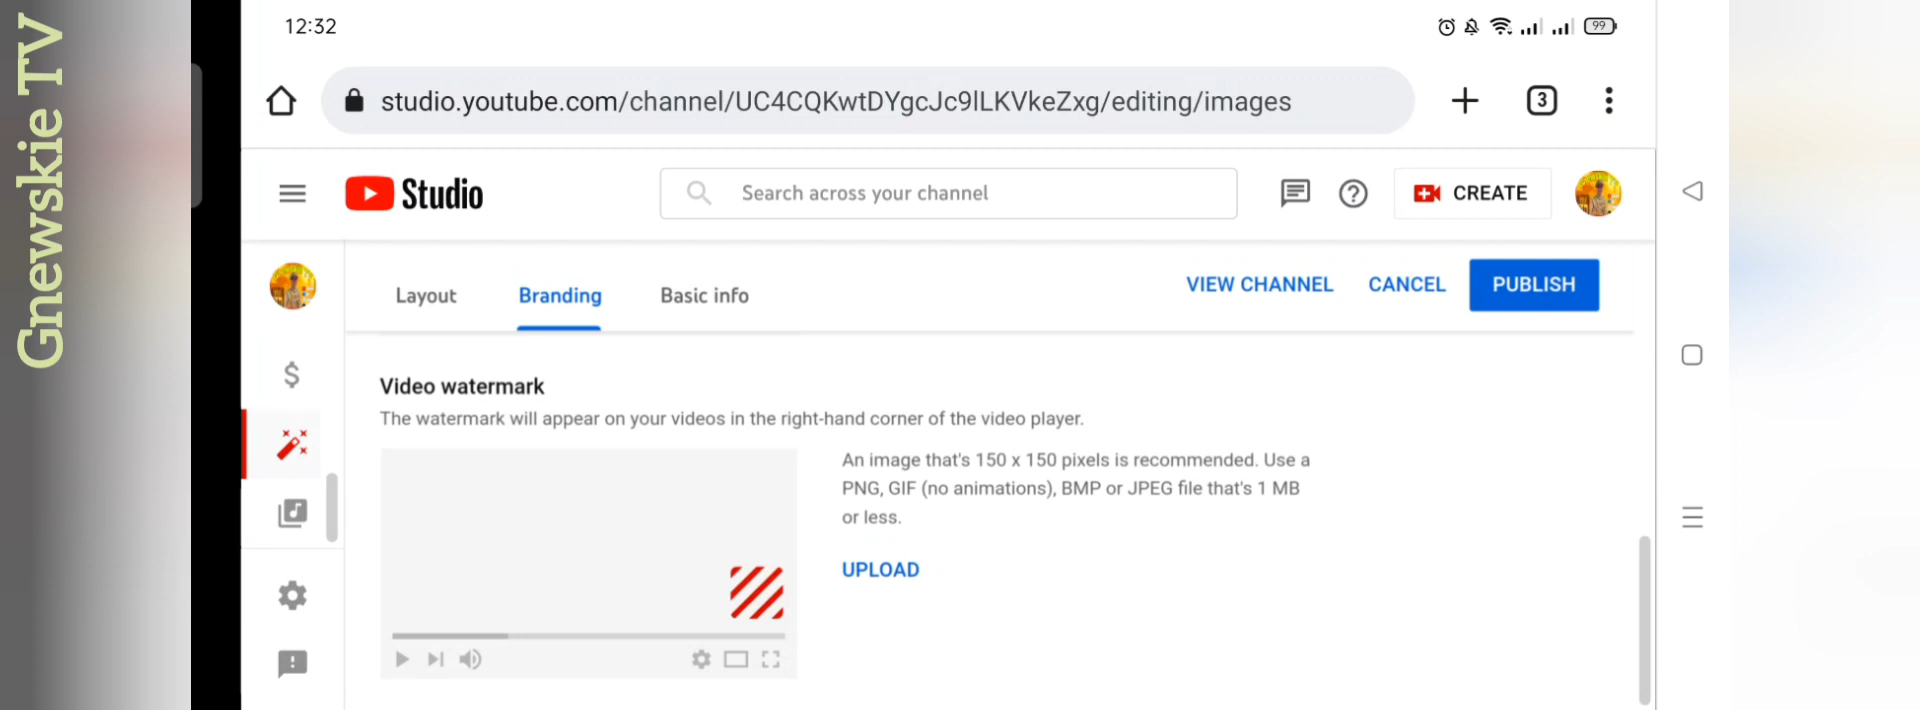 Gnewskie TV
12:32
99
studio.youtube.com/channel/UC4CQKwtDYgcJc9lLKVkeZxg/editing/images
3
Studio
Search across your channel
CREATE
Layout
Branding
Basic info
VIEW CHANNEL
CANCEL
PUBLISH
Video watermark
The watermark will appear on your videos in the right-hand corner of the video player.
An image that's 150 x 150 pixels is recommended. Use a
PNG, GIF (no animations), BMP or JPEG file that's 1 MB
or less.
UPLOAD